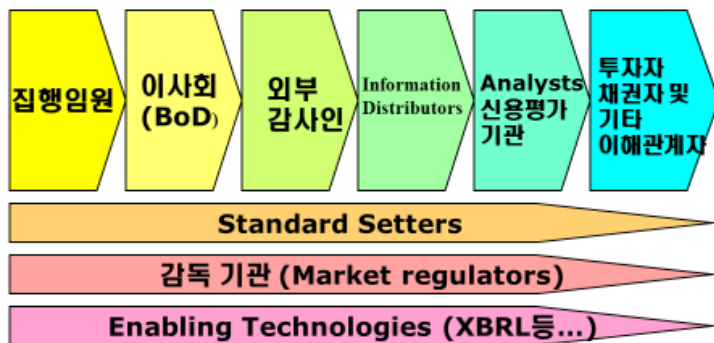 집행임원
이사회
(BoD)
외부
감사인
Information
Distributors
Analysts
신용평가
기관
투자자
채권자 및
기타
이해관계자
Standard Setters
감독 기관 (Market regulators)
Enabling Technologies (XBRL등...)